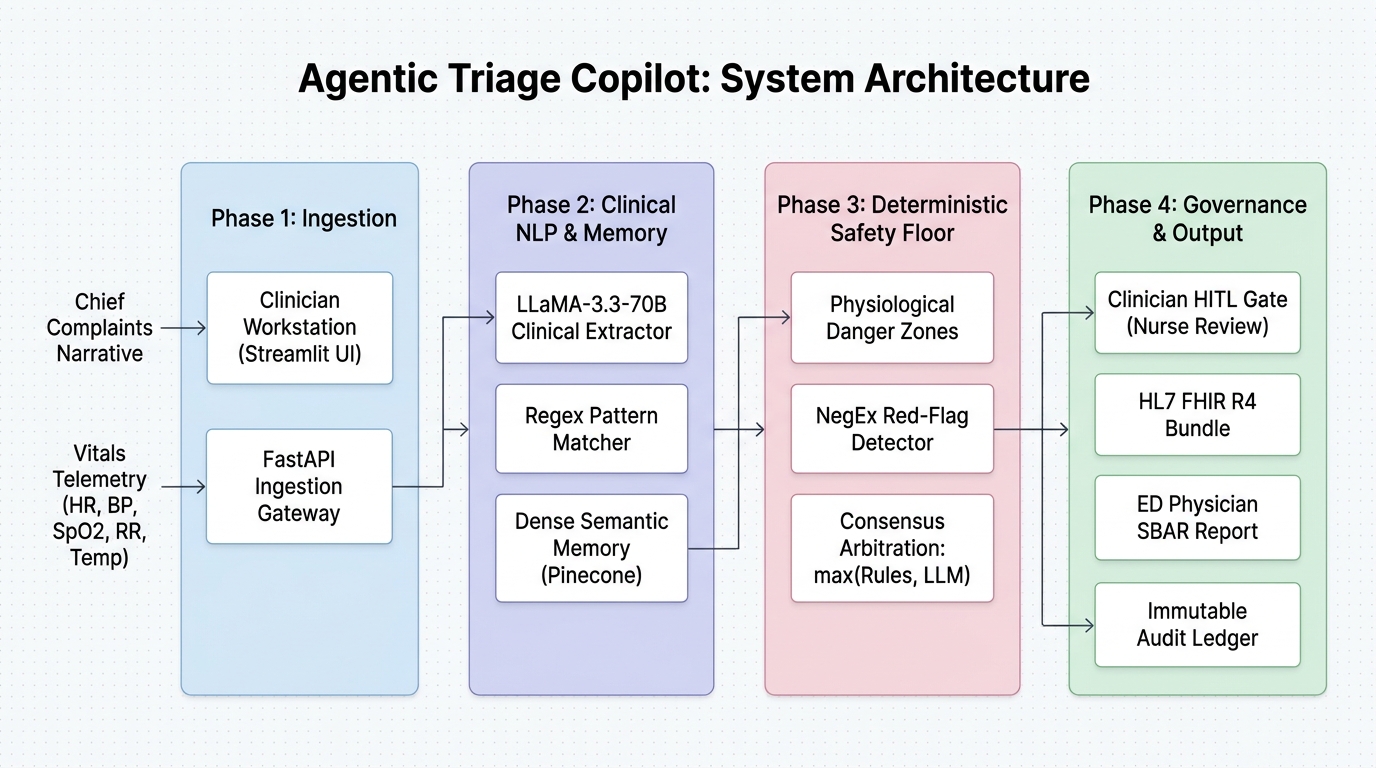 Agentic Triage Copilot: System Architecture
Chief
Complaints
Narrative
Vitals
Telemetry
(HR, BP,
SpO2, RR,
Temp)
Phase 1: Ingestion
Clinician
Workstation
(Streamlit UI)
FastAPI
Ingestion
Gateway
Phase 2: Clinical
NLP & Memory
LLaMA-3.3-70B
Clinical Extractor
Regex Pattern
Matcher
Dense Semantic
Memory
(Pinecone)
Phase 3: Deterministic
Safety Floor
Physiological
Danger Zones
NegEx Red-Flag
Detector
Consensus
Arbitration:
max(Rules, LLM)
Phase 4: Governance
& Output
Clinician HITL Gate
(Nurse Review)
HL7 FHIR R4
Bundle
ED Physician
SBAR Report
Immutable
Audit Ledger